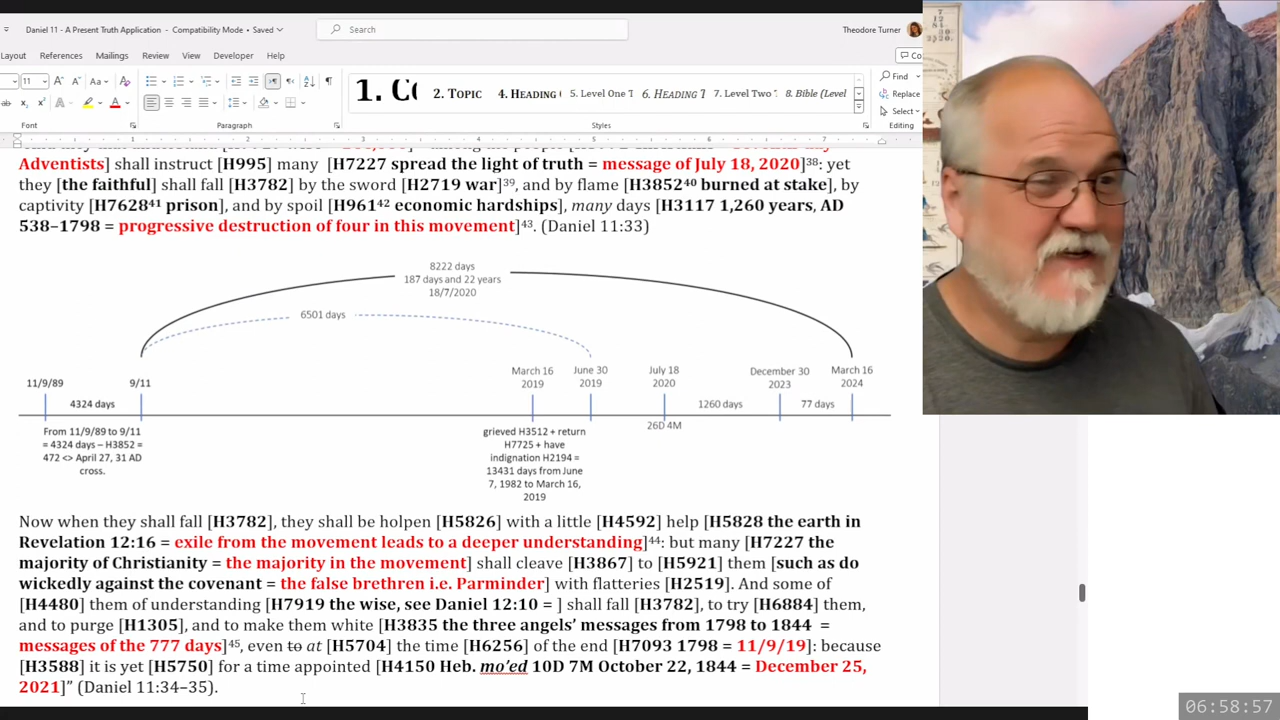 Daniel 11 - A Present Truth Application - Compatibility Mode • Saved
Search
Theodore Turner
Layout References Mailings Review View Developer Help
Co
11
Aa
1. Co
2. TOPIC
4. HEADING
5. Level One T
6. HEADING T
7. Level Two
8. Bible (Level
Find
Replace
Select
Font
Paragraph
Styles
Editing
1 2 3 4 5 6 7
Adventists] shall instruct [H995] many [H7227 spread the light of truth = message of July 18, 2020]38: yet
they [the faithful] shall fall [H3782] by the sword [H2719 war]39, and by flame [H385240 burned at stake], by
captivity [H762841 prison], and by spoil [H96142 economic hardships], many days [H3117 1,260 years, AD
538–1798 = progressive destruction of four in this movement]43. (Daniel 11:33)
8222 days
187 days and 22 years
18/7/2020
6501 days
11/9/89
9/11
March 16
2019
June 30
2019
July 18
2020
December 30
2023
March 16
2024
4324 days
1260 days
77 days
From 11/9/89 to 9/11
= 4324 days – H3852 =
472 <> April 27, 31 AD
cross.
grieved H3512 + return
H7725 + have
indignation H2194 =
13431 days from June
7, 1982 to March 16,
2019
26D 4M
Now when they shall fall [H3782], they shall be holpen [H5826] with a little [H4592] help [H5828 the earth in
Revelation 12:16 = exile from the movement leads to a deeper understanding]44: but many [H7227 the
majority of Christianity = the majority in the movement] shall cleave [H3867] to [H5921] them [such as do
wickedly against the covenant = the false brethren i.e. Parminder] with flatteries [H2519]. And some of
[H4480] them of understanding [H7919 the wise, see Daniel 12:10 = ] shall fall [H3782], to try [H6884] them,
and to purge [H1305], and to make them white [H3835 the three angels' messages from 1798 to 1844 =
messages of the 777 days]45, even to at [H5704] the time [H6256] of the end [H7093 1798 = 11/9/19]: because
[H3588] it is yet [H5750] for a time appointed [H4150 Heb. mo'ed 10D 7M October 22, 1844 = December 25,
2021]" (Daniel 11:34–35).
06:58:57